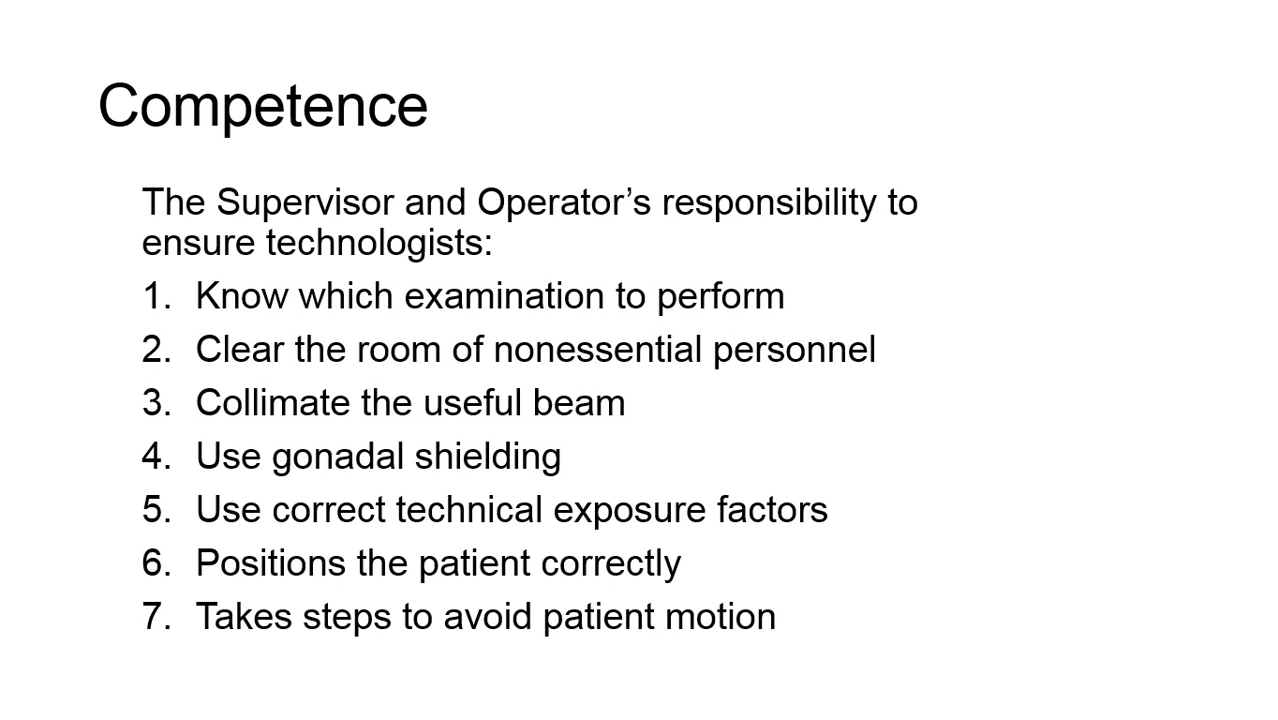 Competence
The Supervisor and Operator’s responsibility to
ensure technologists:
1. Know which examination to perform
2. Clear the room of nonessential personnel
3. Collimate the useful beam
4. Use gonadal shielding
5. Use correct technical exposure factors
6. Positions the patient correctly
7. Takes steps to avoid patient motion